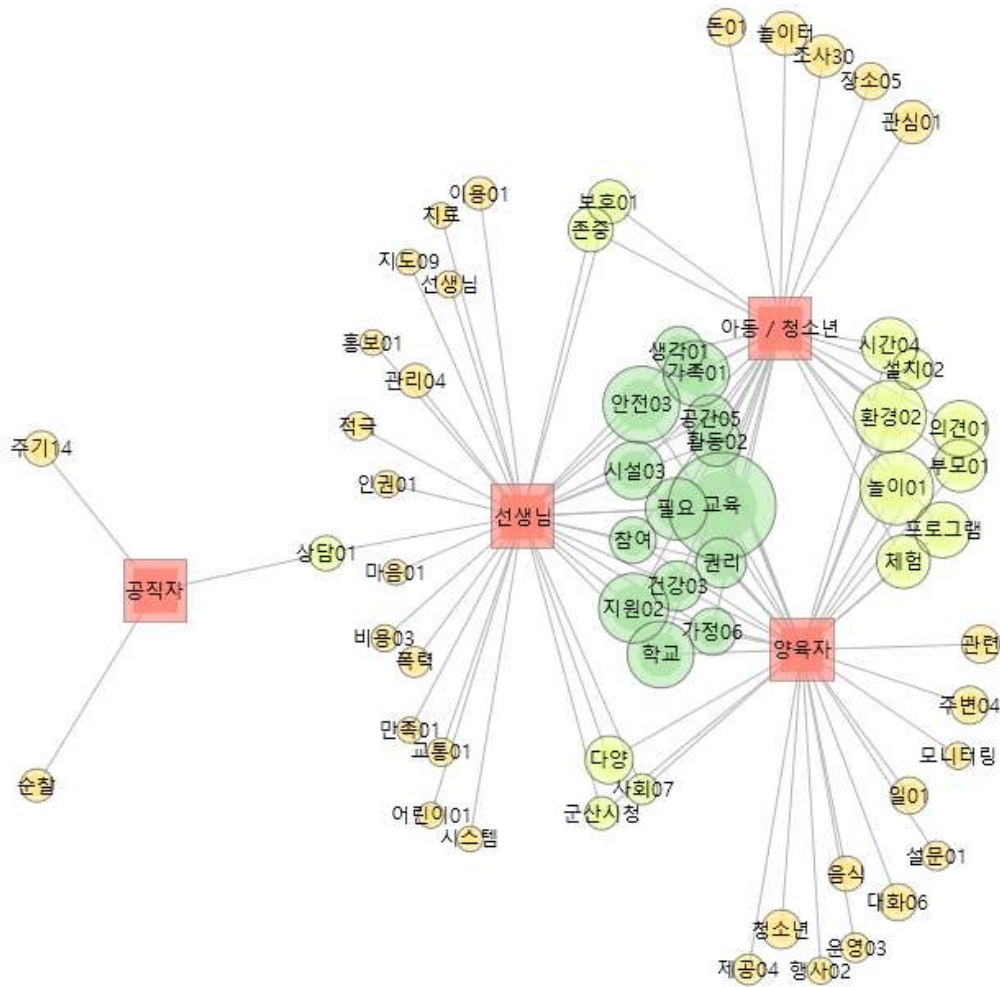 돈01
놀이터
조사30
장소05
관심01
이용01
보호01
치료
존중
지도09
선생님
아동 / 청소년
홍보01
생각01
시간04
가족01
설치02
관리04
안전03
공간05
환경02
적극
의견01
주기14
활동02
시설03
부모01
인권01
놀이01
선생님
필요
교육
프로그램
참여
상담01
권리
체험
마음01
건강03
공직자
지원02
가정06
비용03
폭력
학교
양육자
관련
주변04
만족01
교통01
다양
모니터링
순찰
사회07
일01
어린이01
군산시청
시스템
설문01
음식
대화06
청소년
운영03
제공04
행사02